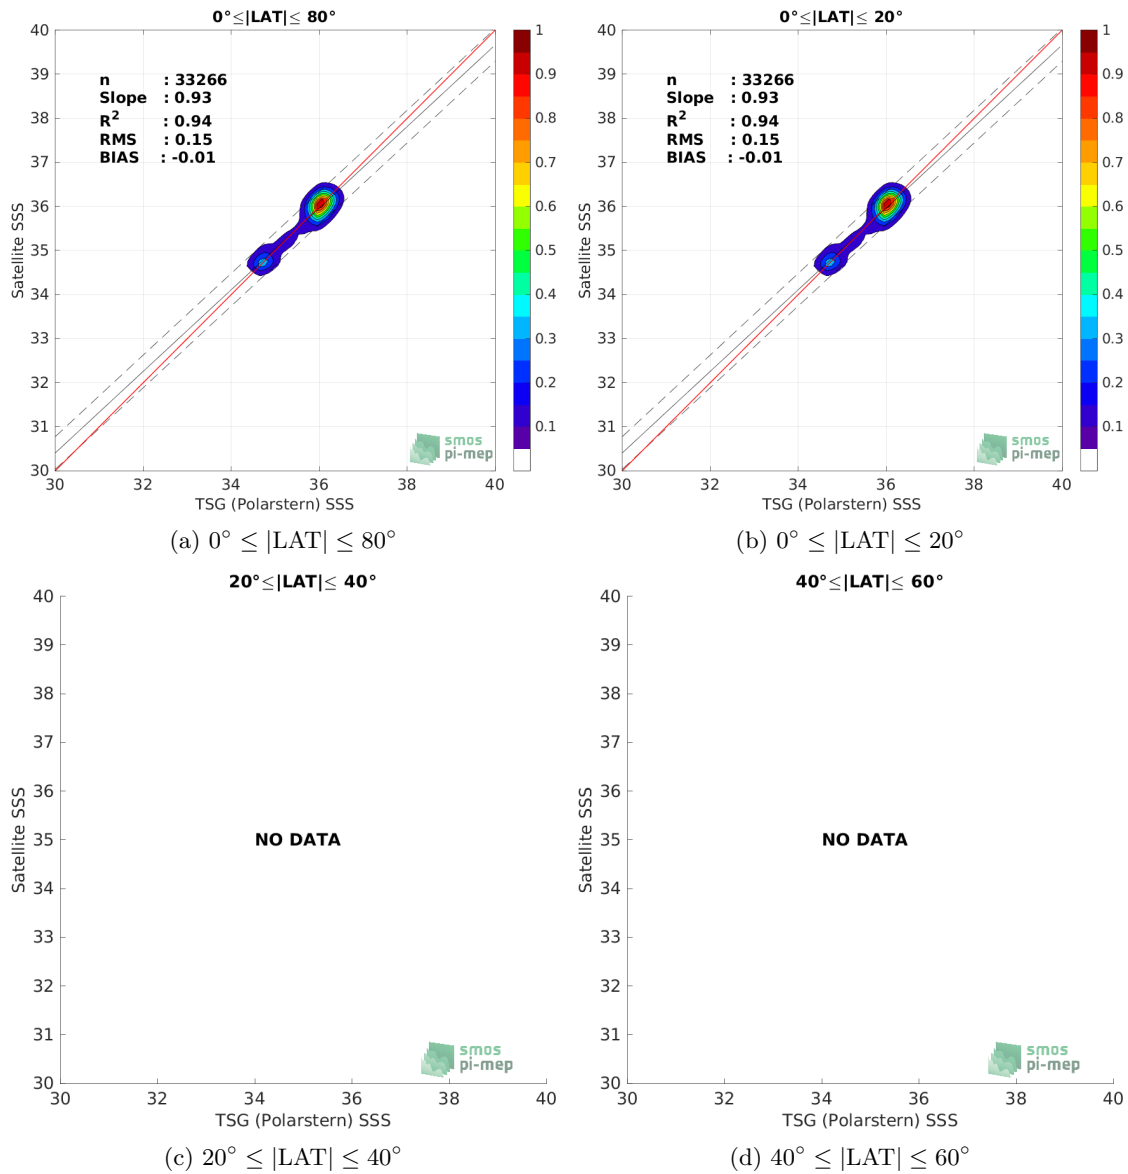 0°≤|LAT|≤ 80°
40
39
38
37
36
35
34
33
32
31
30
Satellite SSS
n : 33266
Slope : 0.93
R² : 0.94
RMS : 0.15
BIAS : -0.01
smos
pi-mep
30 32 34 36 38 40
TSG (Polarstern) SSS
1
0.9
0.8
0.7
0.6
0.5
0.4
0.3
0.2
0.1
(a) 0° ≤ |LAT| ≤ 80°
0°≤|LAT|≤ 20°
40
39
38
37
36
35
34
33
32
31
30
Satellite SSS
n : 33266
Slope : 0.93
R² : 0.94
RMS : 0.15
BIAS : -0.01
smos
pi-mep
30 32 34 36 38 40
TSG (Polarstern) SSS
1
0.9
0.8
0.7
0.6
0.5
0.4
0.3
0.2
0.1
(b) 0° ≤ |LAT| ≤ 20°
20°≤|LAT|≤ 40°
40
39
38
37
36
35
34
33
32
31
30
Satellite SSS
NO DATA
smos
pi-mep
30 32 34 36 38 40
TSG (Polarstern) SSS
(c) 20° ≤ |LAT| ≤ 40°
40°≤|LAT|≤ 60°
40
39
38
37
36
35
34
33
32
31
30
Satellite SSS
NO DATA
smos
pi-mep
30 32 34 36 38 40
TSG (Polarstern) SSS
(d) 40° ≤ |LAT| ≤ 60°